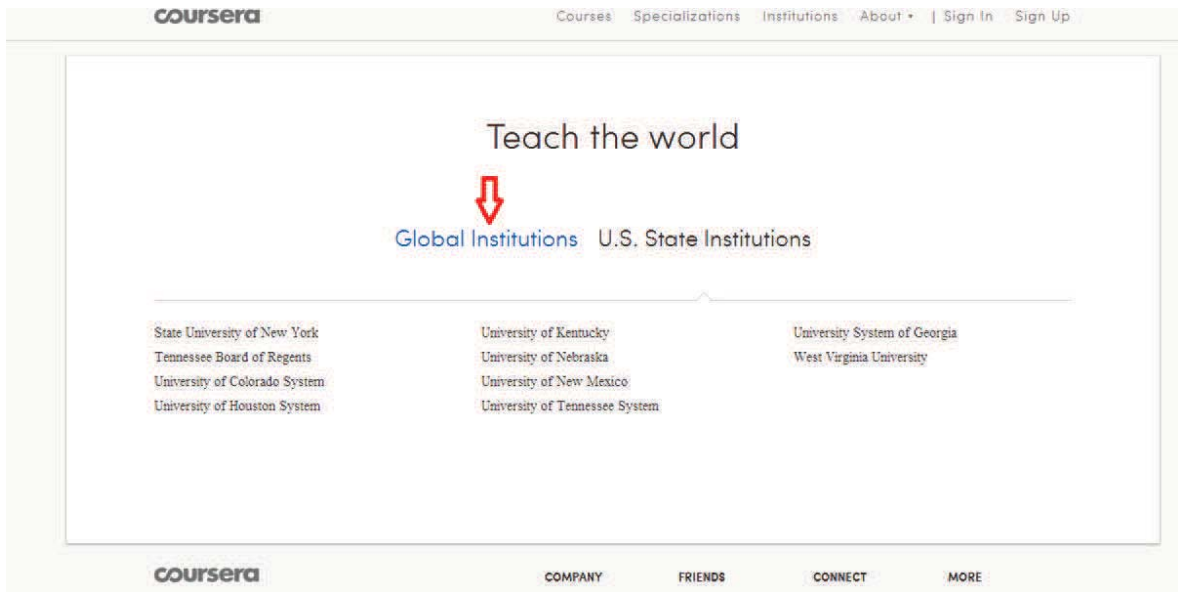 coursera Courses Specializations Institutions About • | Sign In Sign Up
Teach the world
Global Institutions U.S. State Institutions
State University of New York University of Kentucky University System of Georgia
Tennessee Board of Regents University of Nebraska West Virginia University
University of Colorado System University of New Mexico
University of Houston System University of Tennessee System
coursera COMPANY FRIENDS CONNECT MORE